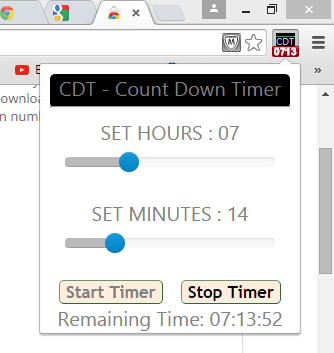 CDT
0713
CDT - Count Down Timer
ownloa
n num
SET HOURS : 07
SET MINUTES : 14
Start Timer
Stop Timer
Remaining Time: 07:13:52